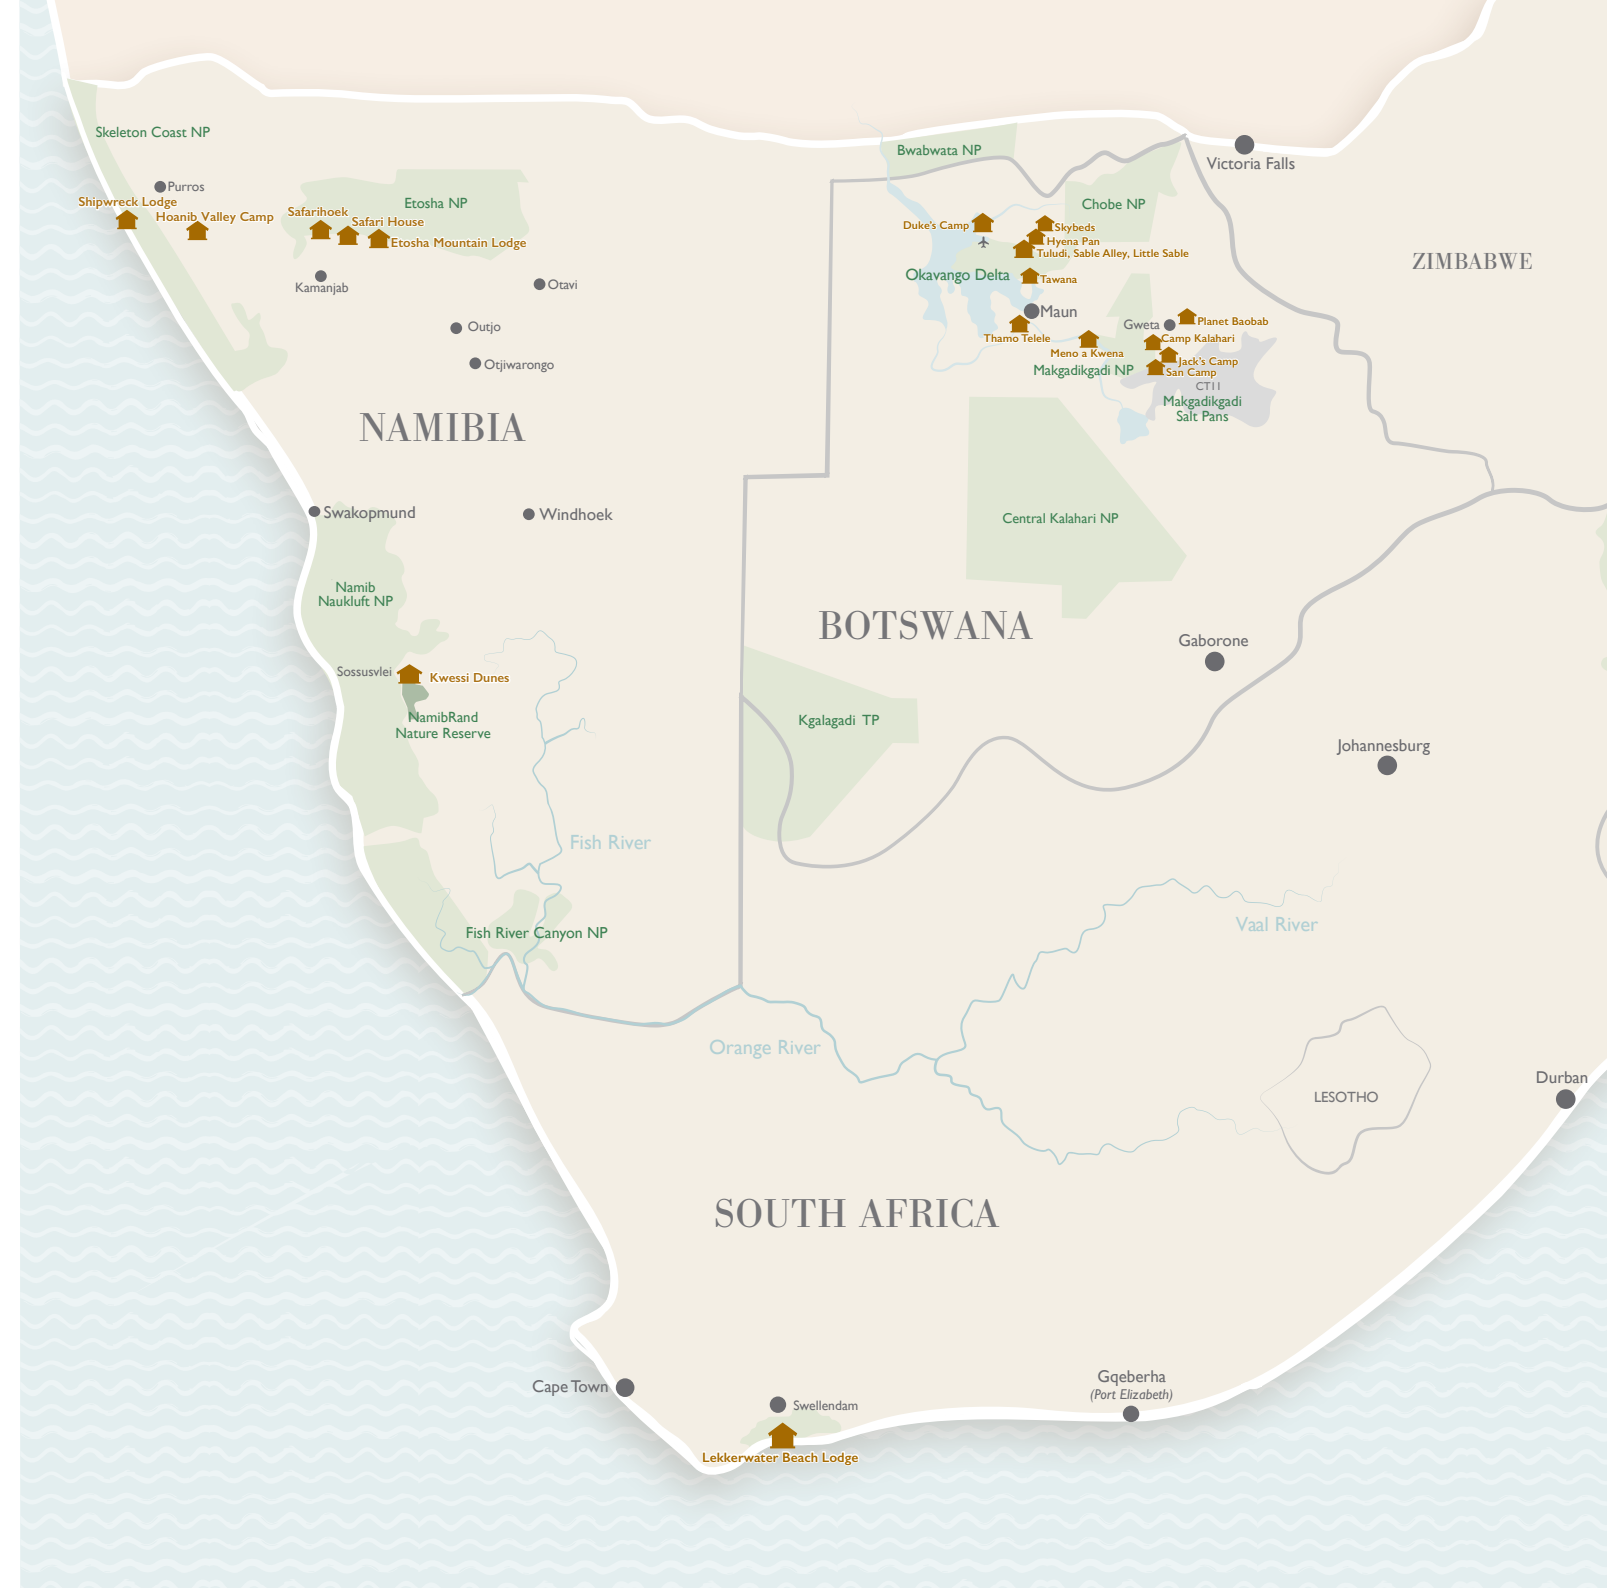 Skeleton Coast NP
Bwabwata NP
Victoria Falls
Purros
Shipwreck Lodge
Hoanib Valley Camp
Safarihoek
Safari House
Etosha NP
Etosha Mountain Lodge
Chobe NP
Duke's Camp
Skybeds
Hyena Pan
Tuludi, Sable Alley, Little Sable
ZIMBABWE
Kamanjab
Otavi
Okavango Delta
Tawana
Outjo
Maun
Gweta
Planet Baobab
Thamo Telele
Camp Kalahari
Meno a Kwena
Otjiwarongo
Makgadikgadi NP
Jack's Camp
San Camp
CT11
Makgadikgadi
Salt Pans
NAMIBIA
Swakopmund
Windhoek
Central Kalahari NP
Namib
Naukluft NP
BOTSWANA
Gaborone
Sossusvlei
Kwessi Dunes
NamibRand
Nature Reserve
Kgalagadi TP
Johannesburg
Fish River
Vaal River
Fish River Canyon NP
Orange River
Durban
LESOTHO
SOUTH AFRICA
Cape Town
Gqeberha
(Port Elizabeth)
Swellendam
Lekkerwater Beach Lodge